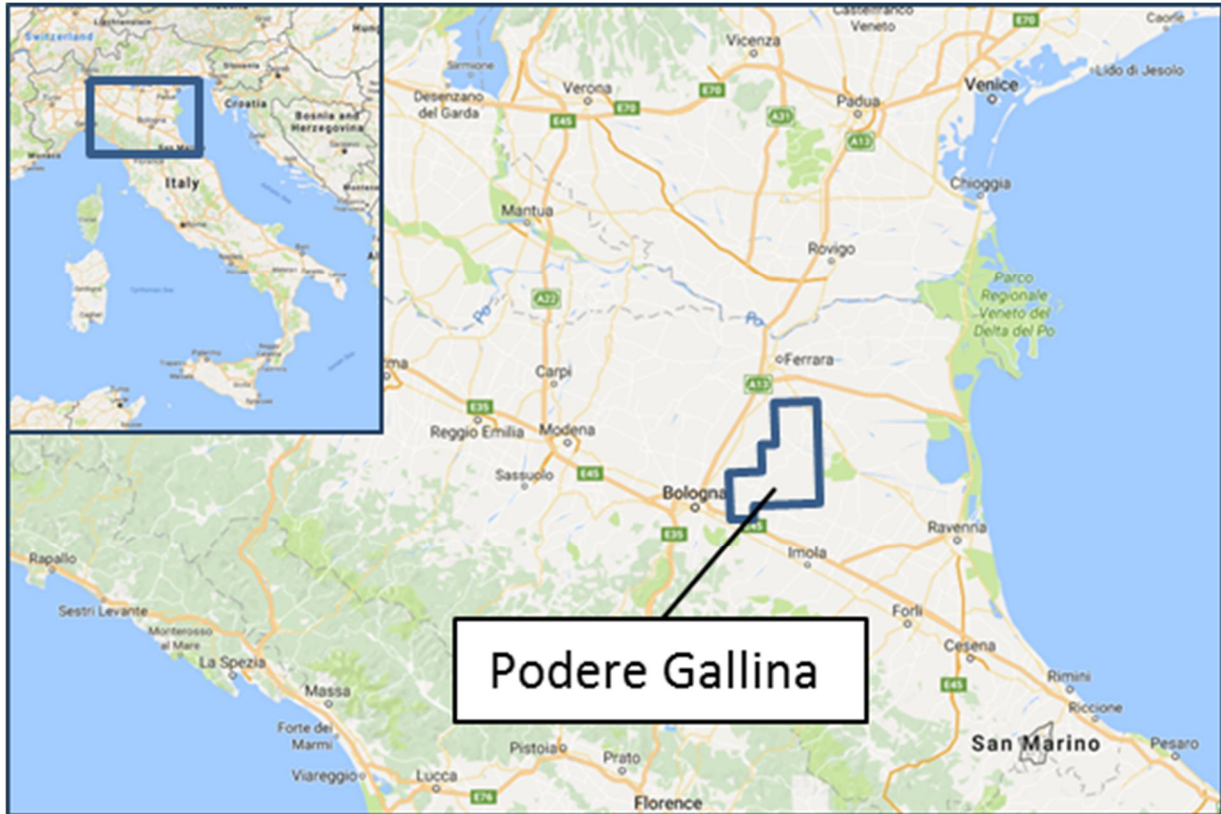 Switzerland
Croatia
Bosnia and
Herzegovina
Italy
E70
Caorle
Castelfranco
Veneto
Vicenza
Sirmione
Lido di Jesolo
Verona
E70
Venice
Desenzano
del Garda
E70
Padua
E45
A31
A13
Chioggia
Mantua
Rovigo
Parco
Regionale
Veneto del
Delta del Po
A22
Po
Po
Ferrara
Carpi
A13
E35
Reggio Emilia
Modena
Sassuolo
E45
Bologna
E35
E45
Ravenna
Imola
Rapallo
Sestri Levante
Forlì
Monterosso
al Mare
Cesena
La Spezia
Podere Gallina
Rimini
E45
Massa
Riccione
Forte dei
Marmi
San Marino
Pesaro
Pistoia
Prato
Viareggio
Lucca
E76
Florence